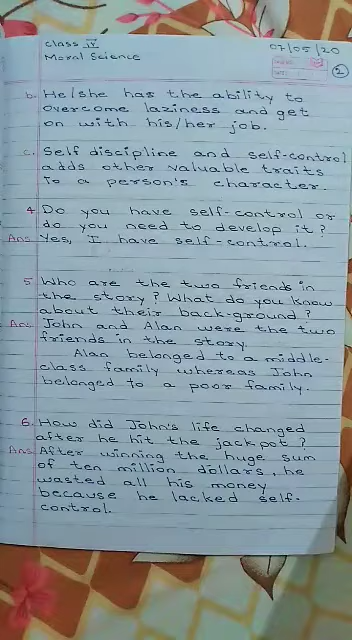 Class IV
07/05/20
Moral Science
2
b. He/she has the ability to
overcome laziness and get
on with his/her job.
c. Self discipline and self-control
adds other valuable traits
to a person's character.
4 Do you have self-control or
do you need to develop it?
Ans Yes, I have self-control.
5 Who are the two friends in
the story? What do you know
about their back-ground?
Ans John and Alan were the two
friends in the story.
Alan belonged to a middle-
class family whereas John
belonged to a poor family.
6. How did John's life changed
after he hit the jackpot?
Ans After winning the huge sum
of ten million dollars, he
wasted all his money
because he lacked self-
control.